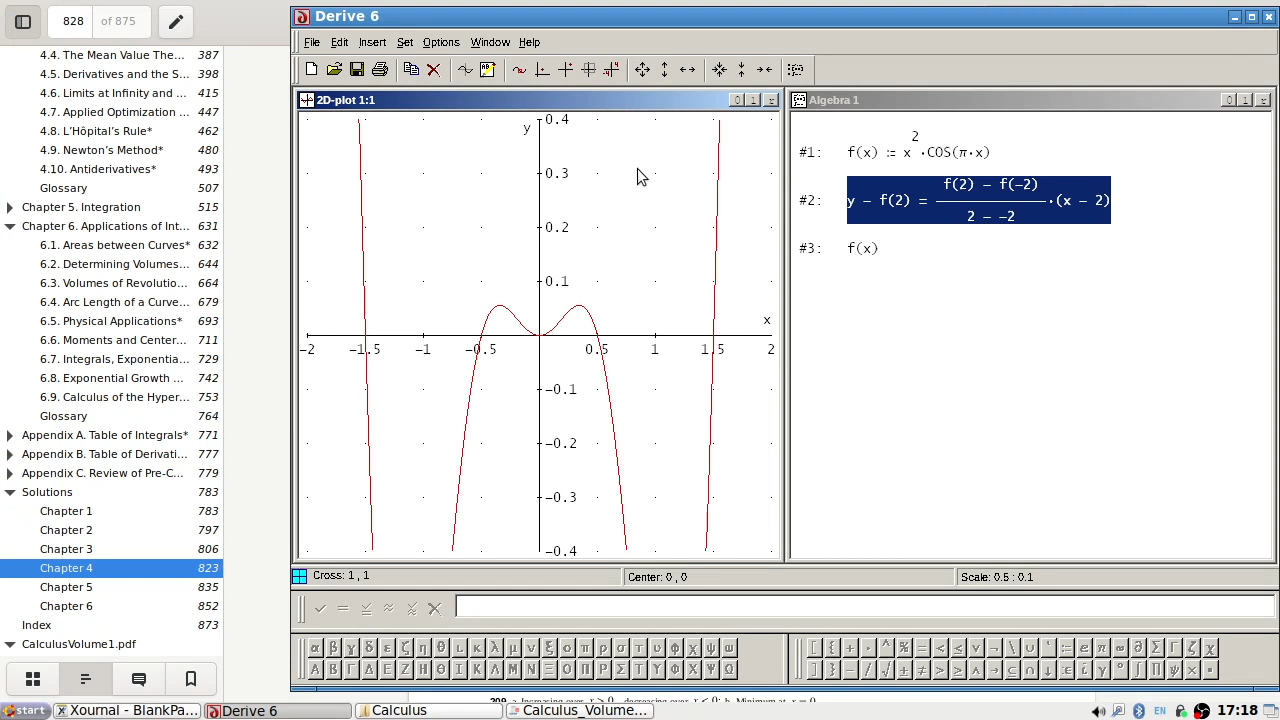 828 of 875
4.4. The Mean Value The... 387
4.5. Derivatives and the S... 398
4.6. Limits at Infinity and ... 415
4.7. Applied Optimization ... 447
4.8. L'Hôpital's Rule* 462
4.9. Newton's Method* 480
4.10. Antiderivatives* 493
Glossary 507
Chapter 5. Integration 515
Chapter 6. Applications of Int... 631
6.1. Areas between Curves* 632
6.2. Determining Volumes... 644
6.3. Volumes of Revolutio... 664
6.4. Arc Length of a Curve... 679
6.5. Physical Applications* 693
6.6. Moments and Center... 711
6.7. Integrals, Exponentia... 729
6.8. Exponential Growth ... 742
6.9. Calculus of the Hyper... 753
Glossary 764
Appendix A. Table of Integrals* 771
Appendix B. Table of Derivati... 777
Appendix C. Review of Pre-C... 779
Solutions 783
Chapter 1 783
Chapter 2 797
Chapter 3 806
Chapter 4 823
Chapter 5 835
Chapter 6 852
Index 873
CalculusVolume1.pdf
Derive 6
File Edit Insert Set Options Window Help
2D-plot 1:1
y
0.4
0.3
0.2
0.1
x
-2 -1.5 -1 -0.5 0.5 1 1.5 2
-0.1
-0.2
-0.3
-0.4
Algebra 1
2
#1: f(x) := x ·COS(π·x)
f(2) − f(−2)
#2: y − f(2) = ·(x − 2)
2 − −2
#3: f(x)
Cross: 1 , 1 Center: 0 , 0 Scale: 0.5 : 0.1
α β γ δ ε ζ η θ ι κ λ μ ν ξ ο π ρ σ τ υ φ χ ψ ω
Α Β Γ Δ Ε Ζ Η Θ Ι Κ Λ Μ Ν Ξ Ο Π Ρ Σ Τ Υ Φ Χ Ψ Ω
start Xournal - BlankPa... Derive 6 Calculus Calculus_Volume... EN 17:18